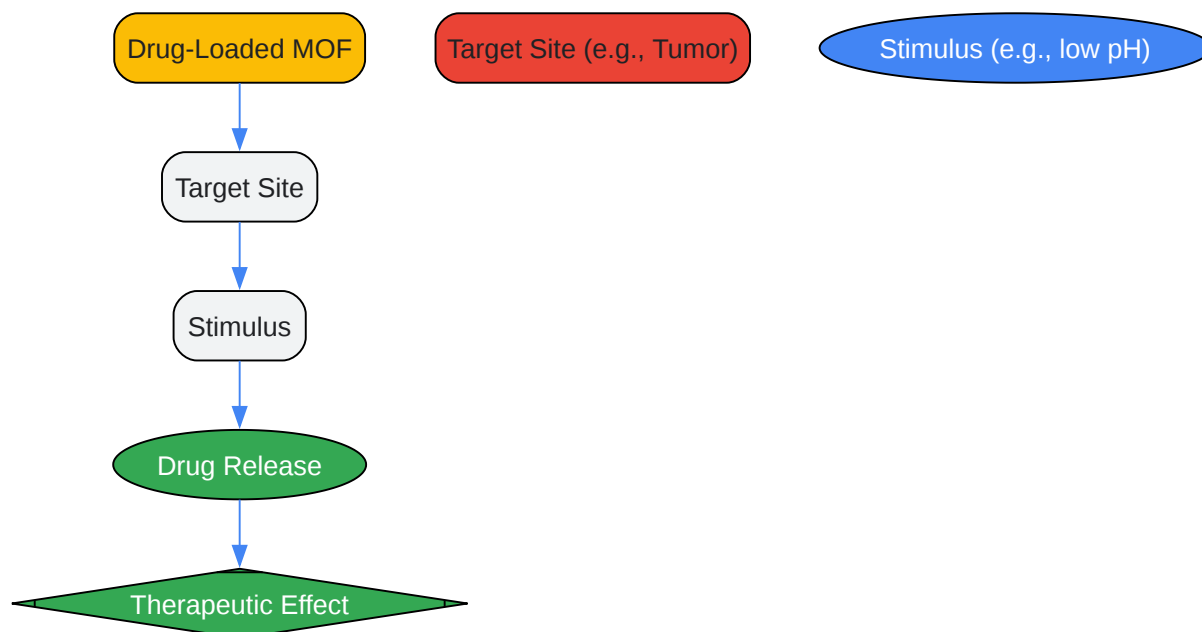 Drug-Loaded MOF
Target Site (e.g., Tumor)
Stimulus (e.g., low pH)
Target Site
Stimulus
Drug Release
Therapeutic Effect